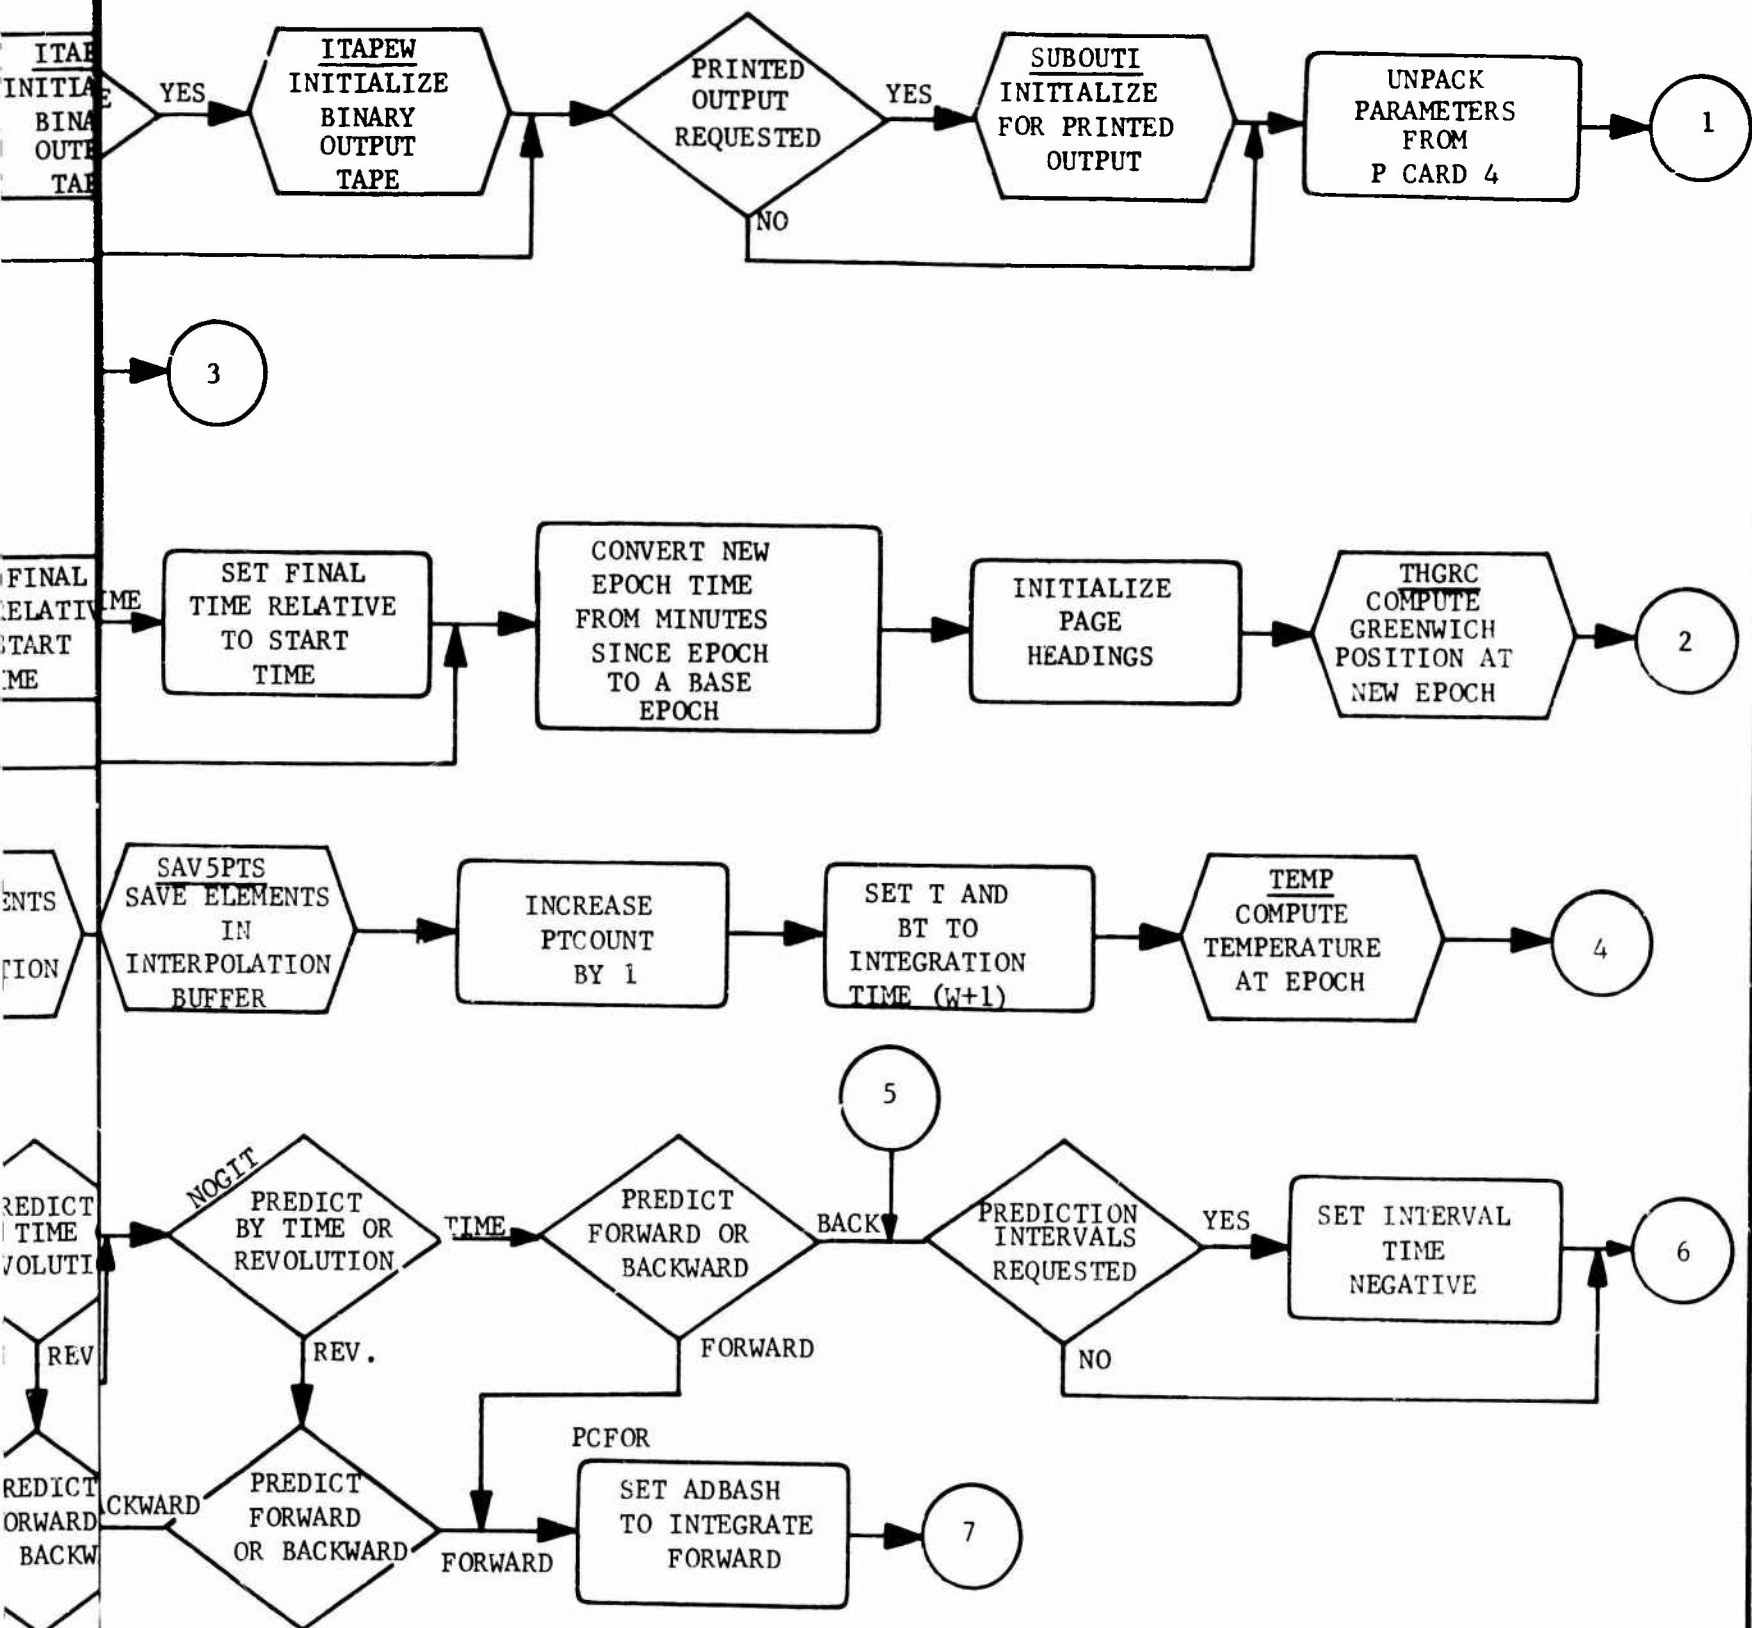 ITAPEW
INITIALIZE
BINARY
OUTPUT
TAPE
YES
PRINTED
OUTPUT
REQUESTED
YES
NO
SUBOUTI
INITIALIZE
FOR PRINTED
OUTPUT
UNPACK
PARAMETERS
FROM
P CARD 4
1
3
FINAL
START
SET FINAL
TIME RELATIVE
TO START
TIME
CONVERT NEW
EPOCH TIME
FROM MINUTES
SINCE EPOCH
TO A BASE
EPOCH
INITIALIZE
PAGE
HEADINGS
THGRC
COMPUTE
GREENWICH
POSITION AT
NEW EPOCH
2
SAV5PTS
SAVE ELEMENTS
IN
INTERPOLATION
BUFFER
INCREASE
PTCOUNT
BY 1
SET T AND
BT TO
INTEGRATION
TIME (W+1)
TEMP
COMPUTE
TEMPERATURE
AT EPOCH
4
5
TIME
REV
NOGIT
PREDICT
BY TIME OR
REVOLUTION
TIME
REV.
PREDICT
FORWARD OR
BACKWARD
BACK
FORWARD
PREDICTION
INTERVALS
REQUESTED
YES
NO
SET INTERVAL
TIME
NEGATIVE
6
PREDICT
FORWARD
OR BACKWARD
FORWARD
PCFOR
SET ADBASH
TO INTEGRATE
FORWARD
7